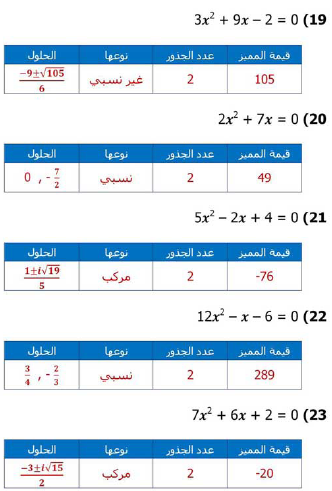 3x² + 9x − 2 = 0 (19
قيمة المميز عدد الجذور نوعها الحلول
105 2 غير نسبي (−9±√105)/6
2x² + 7x = 0 (20
قيمة المميز عدد الجذور نوعها الحلول
49 2 نسبي 0 , -7/2
5x² − 2x + 4 = 0 (21
قيمة المميز عدد الجذور نوعها الحلول
-76 2 مركب (1±i√19)/5
12x² − x − 6 = 0 (22
قيمة المميز عدد الجذور نوعها الحلول
289 2 نسبي 3/4 , -2/3
7x² + 6x + 2 = 0 (23
قيمة المميز عدد الجذور نوعها الحلول
-20 2 مركب (−3±i√15)/2